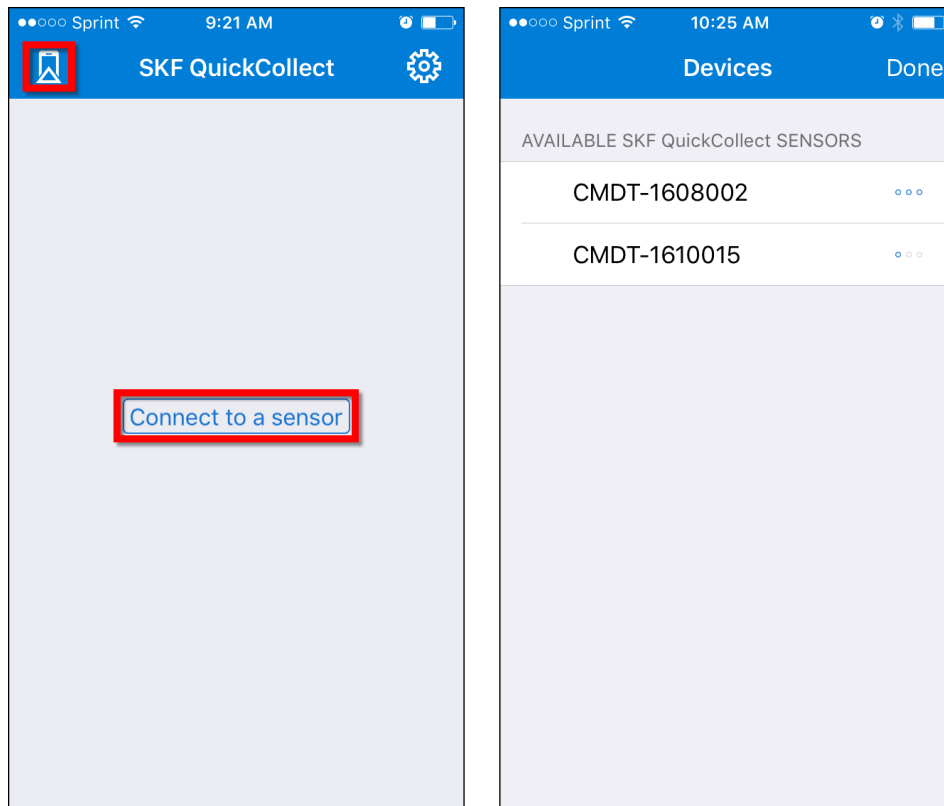 Sprint 9:21 AM
SKF QuickCollect
Connect to a sensor
Sprint 10:25 AM
Devices Done
AVAILABLE SKF QuickCollect SENSORS
CMDT-1608002
CMDT-1610015